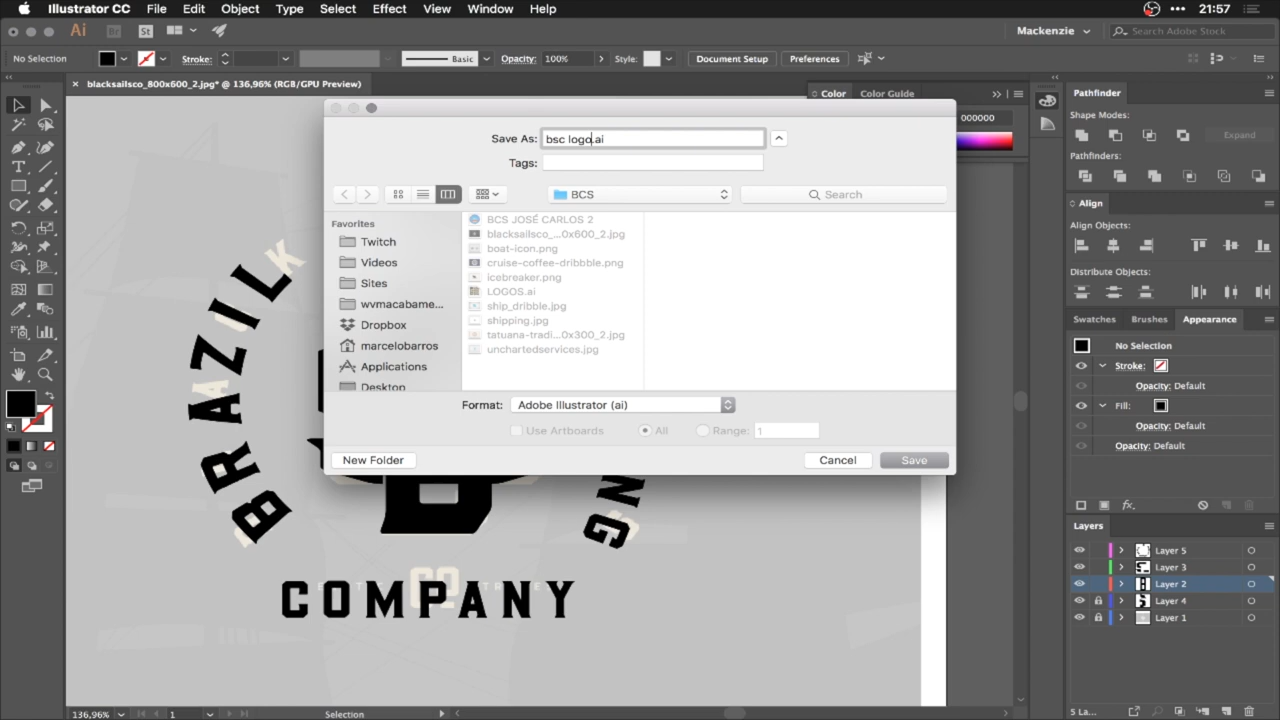 Illustrator CC File Edit Object Type Select Effect View Window Help 21:57
Ai Br St Mackenzie Search Adobe Stock
No Selection Stroke: Basic Opacity: 100% Style: Document Setup Preferences
blacksailsco_800x600_2.jpg* @ 136,96% (RGB/GPU Preview)
Color Color Guide
000000
Pathfinder
Shape Modes:
Expand
Pathfinders:
Align
Align Objects:
Distribute Objects:
Swatches Brushes Appearance
No Selection
Stroke:
Opacity: Default
Fill:
Opacity: Default
Opacity: Default
fx
Layers
Layer 5
Layer 3
Layer 2
Layer 4
Layer 1
5 La...
Save As: bsc logo.ai
Tags:
BCS
Search
Favorites
Twitch
Videos
Sites
wvmacabame...
Dropbox
marcelobarros
Applications
Desktop
BCS JOSÉ CARLOS 2
blacksailsco_...0x600_2.jpg
boat-icon.png
cruise-coffee-dribbble.png
icebreaker.png
LOGOS.ai
ship_dribble.jpg
shipping.jpg
tatuana-tradi...0x300_2.jpg
unchartedservices.jpg
Format: Adobe Illustrator (ai)
Use Artboards All Range: 1
New Folder Cancel Save
BRAZIL
K
A
B
NG
CO
COMPANY
136,96% 1 Selection